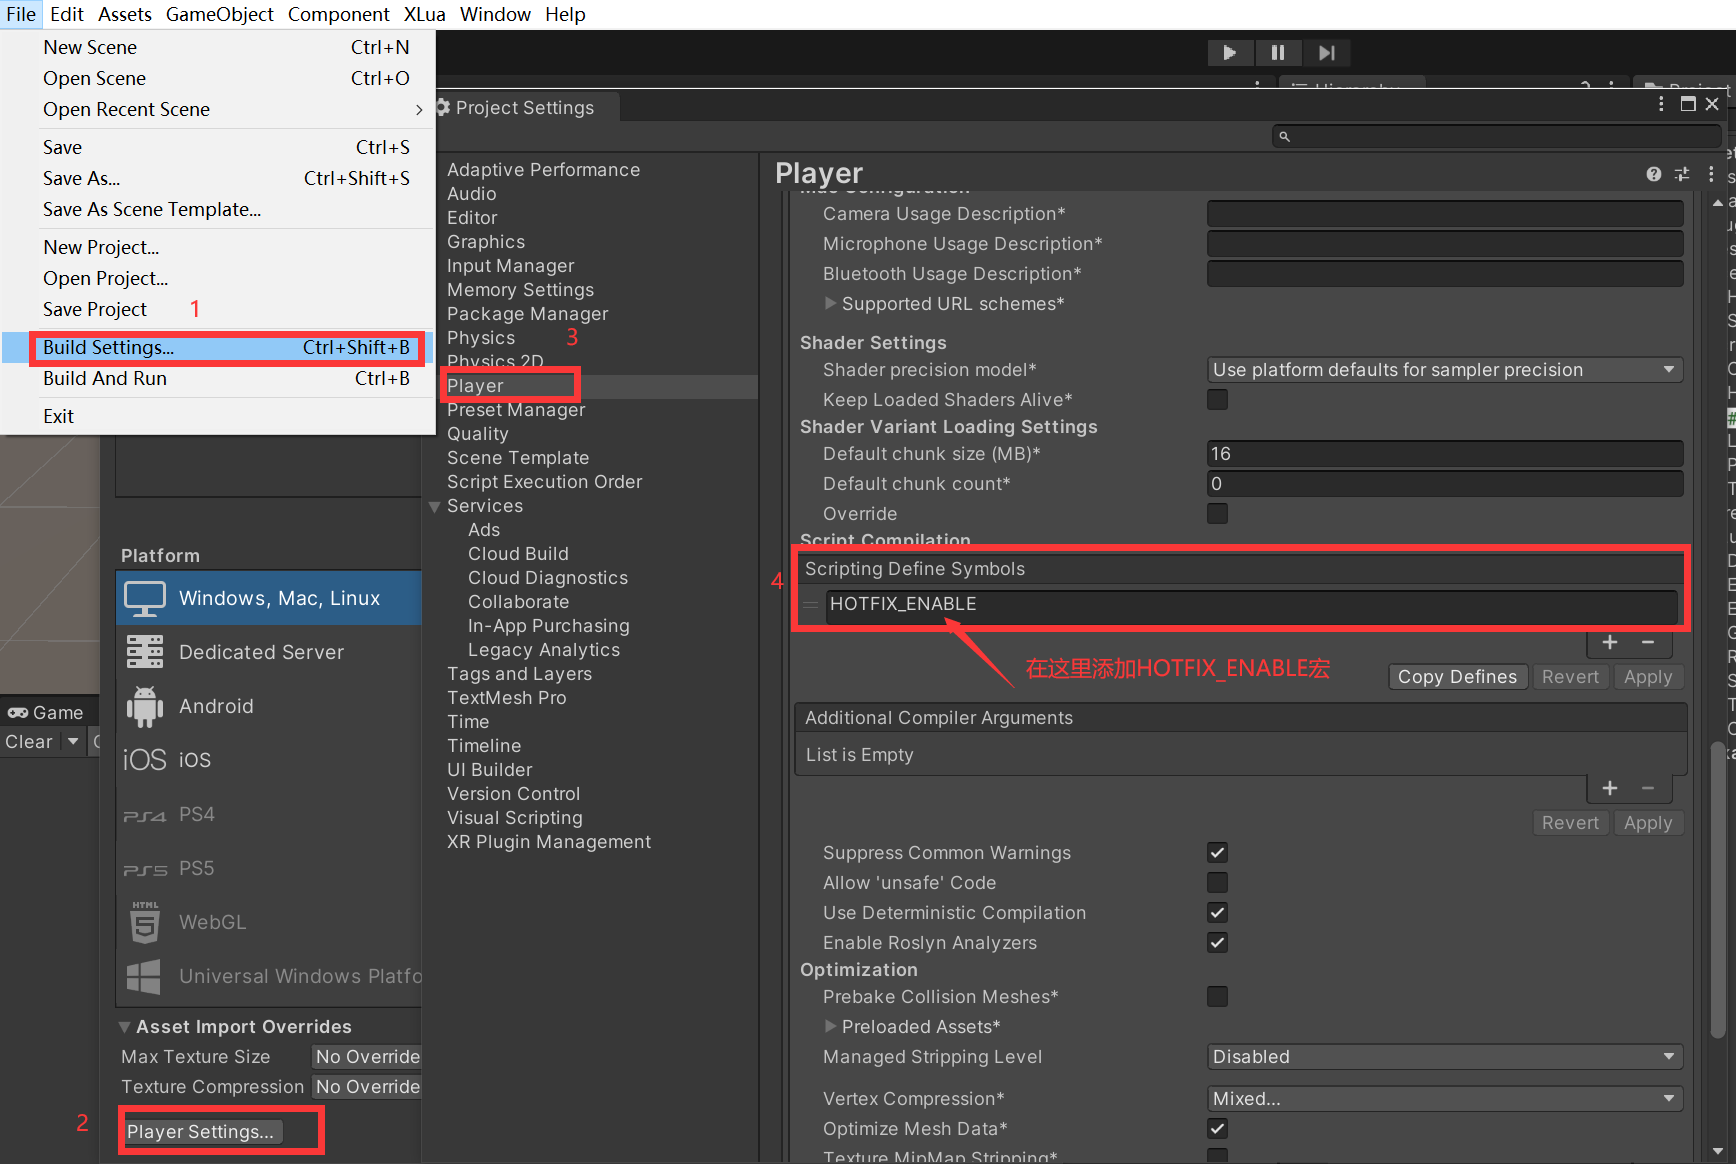 File Edit Assets GameObject Component XLua Window Help
New Scene Ctrl+N
Open Scene Ctrl+O
Open Recent Scene
Save Ctrl+S
Save As... Ctrl+Shift+S
Save As Scene Template...
New Project...
Open Project...
Save Project 1
Build Settings... Ctrl+Shift+B
Build And Run Ctrl+B
Exit
Platform
Windows, Mac, Linux
Dedicated Server
Android
iOS iOS
PS4 PS4
PS5 PS5
HTML 5 WebGL
Universal Windows Platfo
Asset Import Overrides
Max Texture Size No Override
Texture Compression No Override
2
Player Settings...
Game
Clear
Hierarchy
Project
Project Settings
Adaptive Performance
Audio
Editor
Graphics
Input Manager
Memory Settings
Package Manager
Physics 3
Physics 2D
Player
Preset Manager
Quality
Scene Template
Script Execution Order
Services
Ads
Cloud Build
Cloud Diagnostics
Collaborate
In-App Purchasing
Legacy Analytics
Tags and Layers
TextMesh Pro
Time
Timeline
UI Builder
Version Control
Visual Scripting
XR Plugin Management
Player
Mac Configuration
Camera Usage Description*
Microphone Usage Description*
Bluetooth Usage Description*
Supported URL schemes*
Shader Settings
Shader precision model* Use platform defaults for sampler precision
Keep Loaded Shaders Alive*
Shader Variant Loading Settings
Default chunk size (MB)* 16
Default chunk count* 0
Override
Script Compilation
4 Scripting Define Symbols
HOTFIX_ENABLE
+ −
在这里添加HOTFIX_ENABLE宏
Copy Defines Revert Apply
Additional Compiler Arguments
List is Empty
+ −
Revert Apply
Suppress Common Warnings
Allow 'unsafe' Code
Use Deterministic Compilation
Enable Roslyn Analyzers
Optimization
Prebake Collision Meshes*
Preloaded Assets*
Managed Stripping Level Disabled
Vertex Compression* Mixed...
Optimize Mesh Data*
Texture MipMap Stripping*